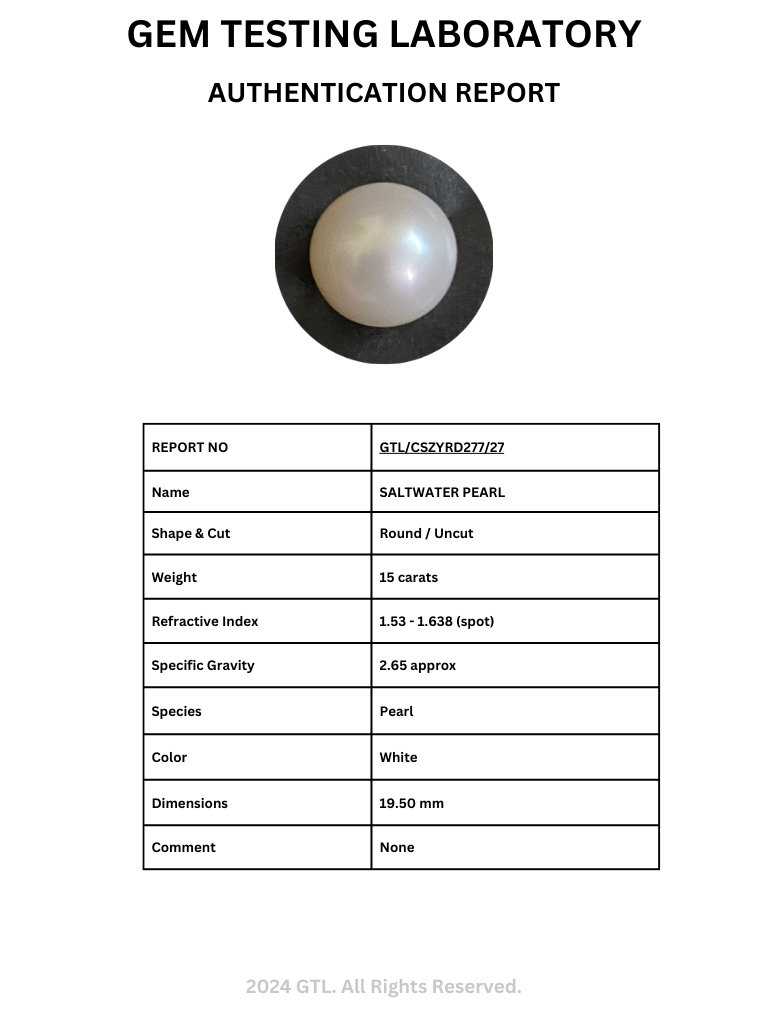 GEM TESTING LABORATORY
AUTHENTICATION REPORT
REPORT NO GTL/CSZYRD277/27
Name SALTWATER PEARL
Shape & Cut Round / Uncut
Weight 15 carats
Refractive Index 1.53 - 1.638 (spot)
Specific Gravity 2.65 approx
Species Pearl
Color White
Dimensions 19.50 mm
Comment None
2024 GTL. All Rights Reserved.